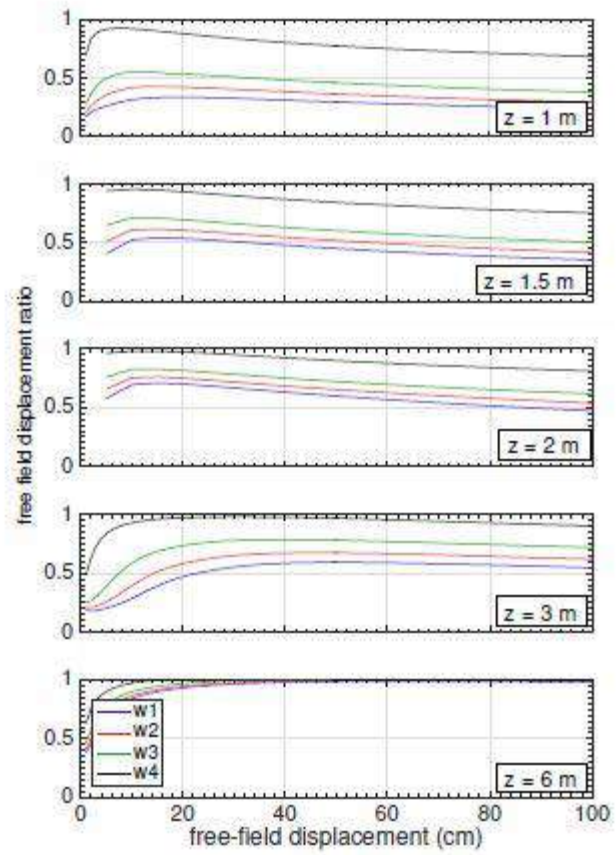 1
0.5
0
z = 1 m
1
0.5
0
z = 1.5 m
free field displacement ratio
1
0.5
0
z = 2 m
1
0.5
0
z = 3 m
1
0.5
0
w1
w2
w3
w4
z = 6 m
0 20 40 60 80 100
free-field displacement (cm)